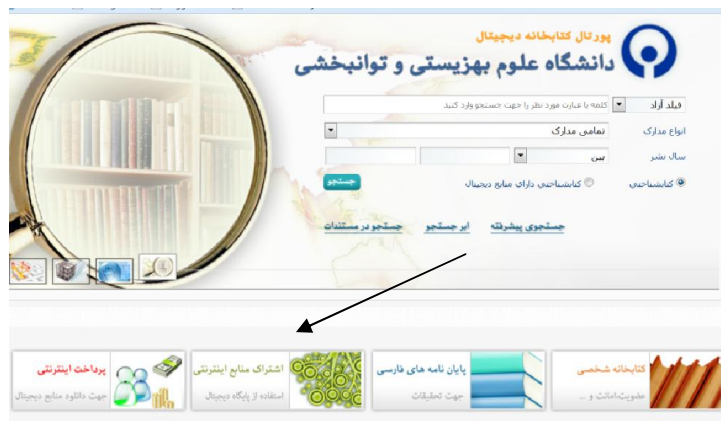 پورتال کتابخانه دیجیتال
دانشگاه علوم بهزیستی و توانبخشی
فیلد آزاد
کلمه یا عبارت مورد نظر را جهت جستجو وارد کنید
انواع مدارک
تمامی مدارک
سال نشر
بین
کتابشناختی
کتابشناختی دارای منابع دیجیتال
جستجو
جستجوی پیشرفته
ابر جستجو
جستجو در مستندات
کتابخانه شخصی
عضویت،امانت و ...
پایان نامه های فارسی
جهت تحقیقات
اشتراک منابع اینترنتی
استفاده از پایگاه دیجیتال
پرداخت اینترنتی
جهت دانلود منابع دیجیتال